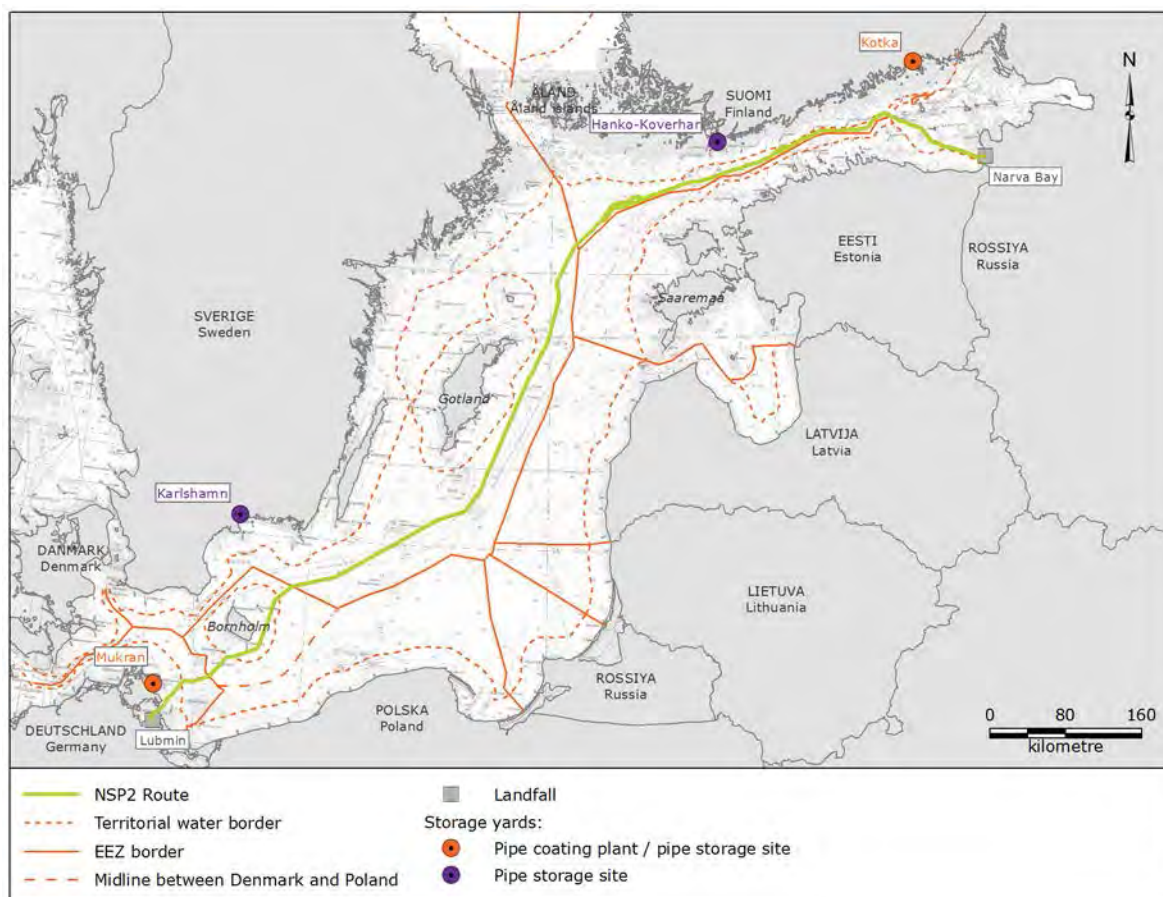 Kotka
N
ÅLAND
Åland islands
SUOMI
Finland
Hanko-Koverhar
Narva Bay
EESTI
Estonia
ROSSIYA
Russia
SVERIGE
Sweden
Saaremaa
Gotland
LATVIJA
Latvia
Karlshamn
DANMARK
Denmark
LIETUVA
Lithuania
Bornholm
Mukran
ROSSIYA
Russia
POLSKA
Poland
DEUTSCHLAND
Germany
Lubmin
0 80 160
kilometre
NSP2 Route
Territorial water border
EEZ border
Midline between Denmark and Poland
Landfall
Storage yards:
Pipe coating plant / pipe storage site
Pipe storage site